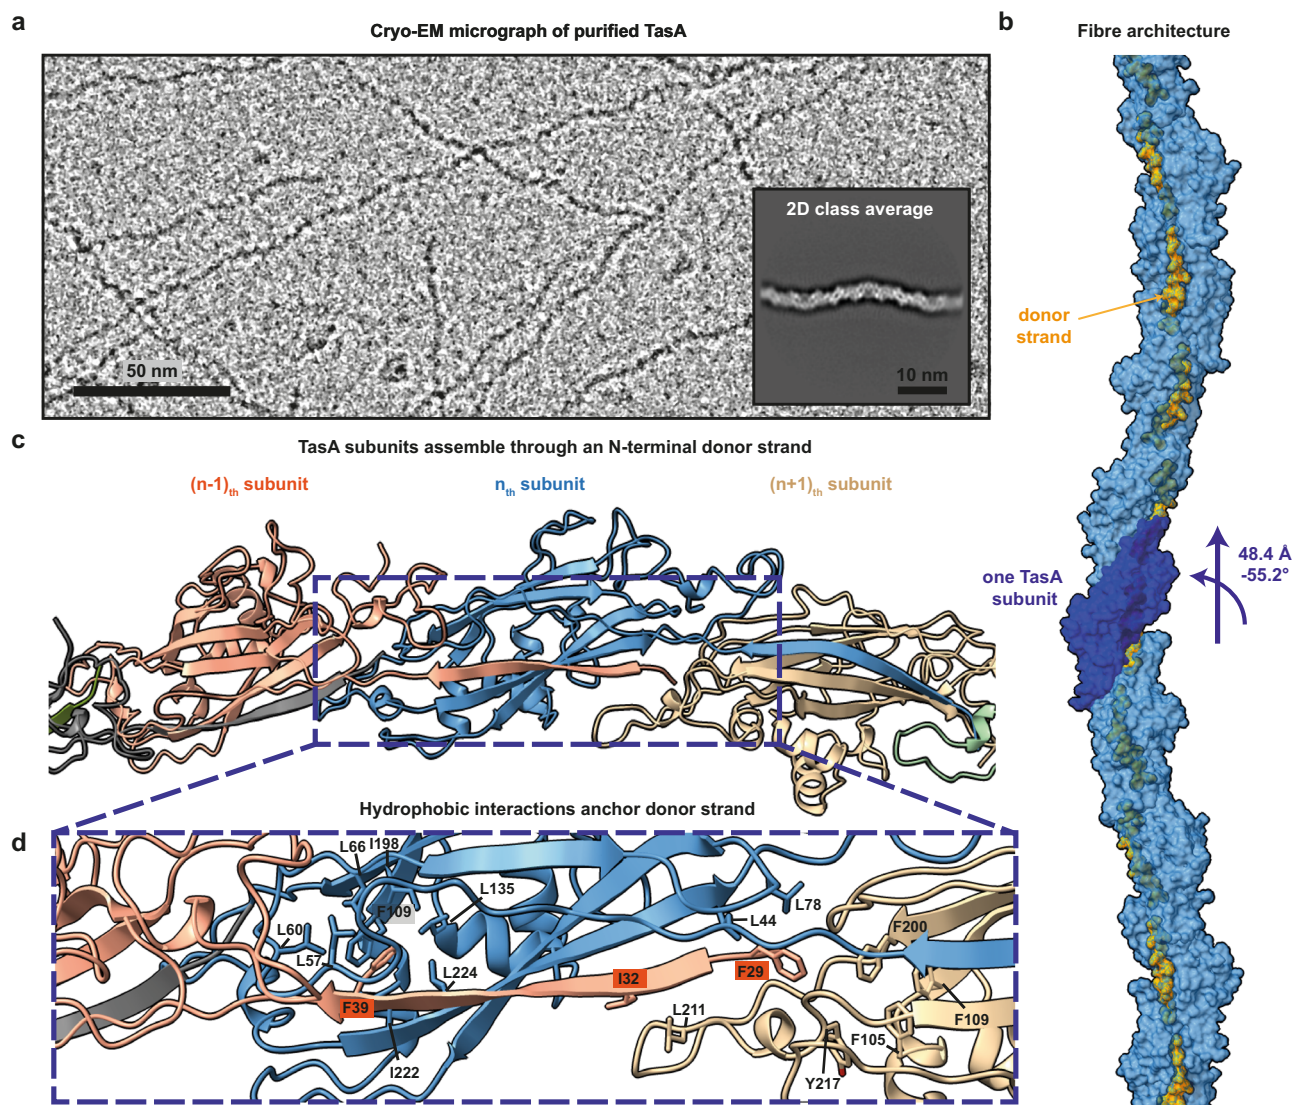 a
Cryo-EM micrograph of purified TasA
2D class average
50 nm
10 nm
b
Fibre architecture
donor
strand
one TasA
subunit
48.4 Å
-55.2°
c
TasA subunits assemble through an N-terminal donor strand
(n-1)th subunit
nth subunit
(n+1)th subunit
Hydrophobic interactions anchor donor strand
d
L66
I198
F109
L135
L60
L57
L224
F39
I222
I32
F29
L44
L78
F200
L211
F109
F105
Y217